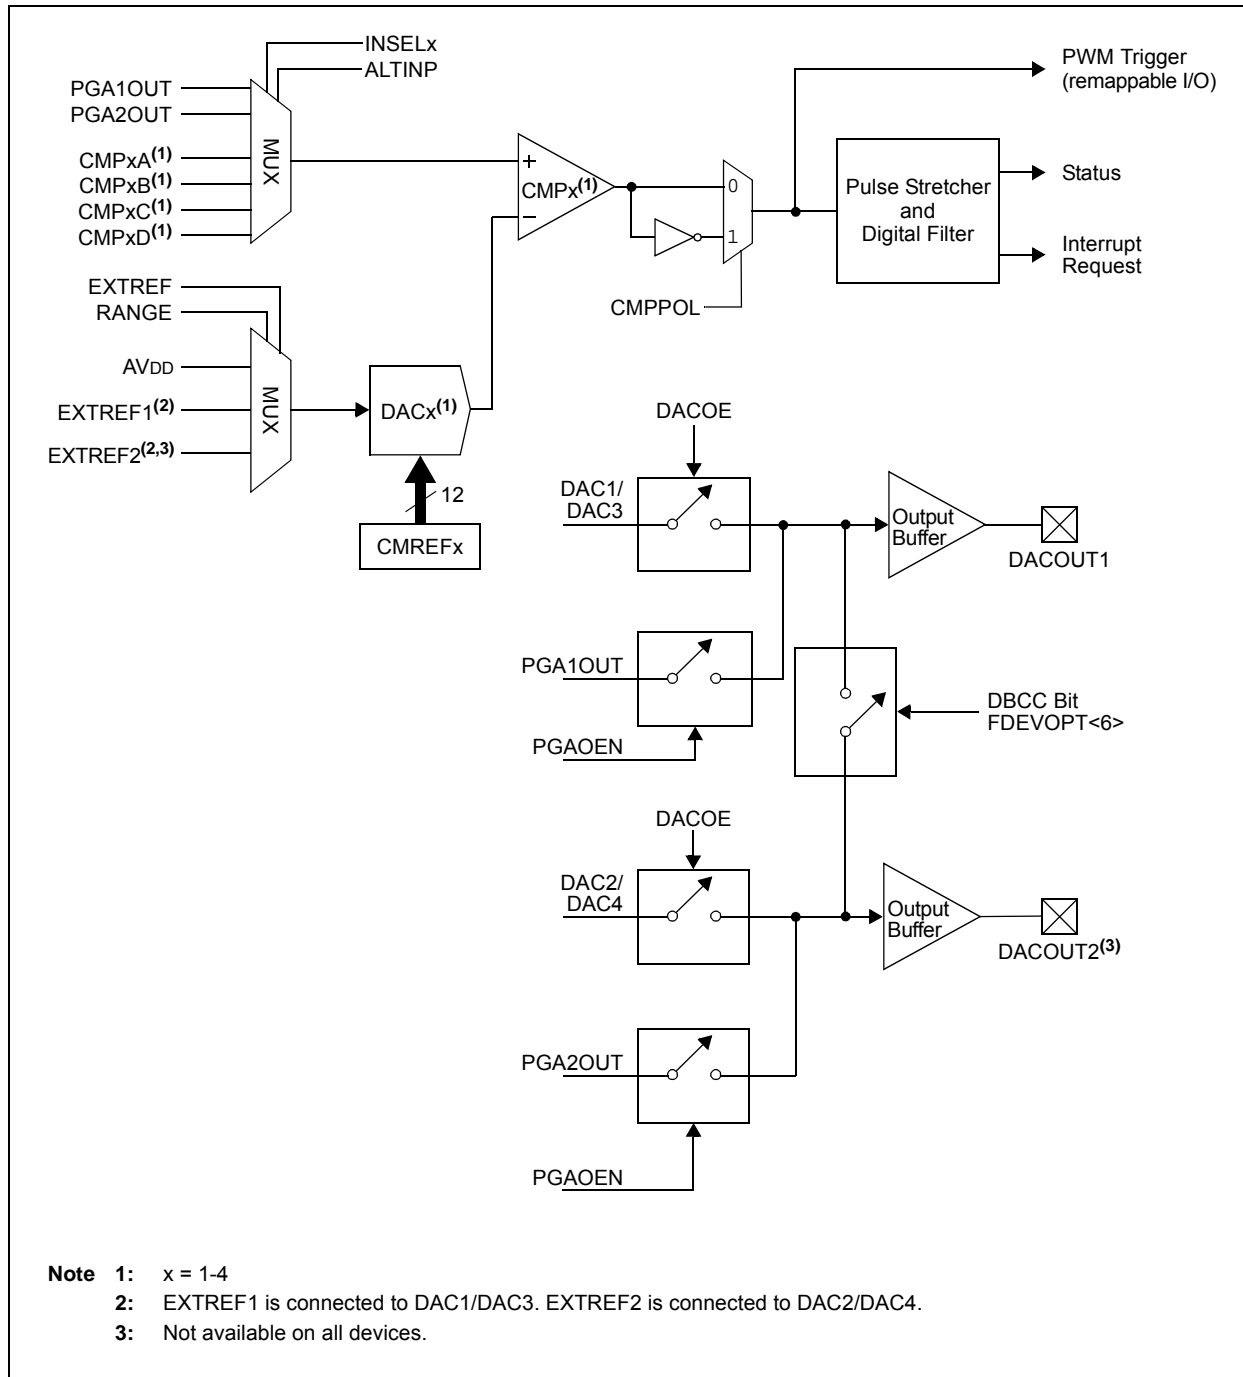 INSELx
ALTINP
PGA1OUT
PGA2OUT
CMPxA(1)
CMPxB(1)
CMPxC(1)
CMPxD(1)
MUX
+
CMPx(1)
–
0
1
CMPPOL
PWM Trigger
(remappable I/O)
Pulse Stretcher
and
Digital Filter
Status
Interrupt
Request
EXTREF
RANGE
AVDD
EXTREF1(2)
EXTREF2(2,3)
MUX
DACx(1)
12
CMREFx
DACOE
DAC1/
DAC3
Output
Buffer
DACOUT1
PGA1OUT
PGAOEN
DBCC Bit
FDEVOPT<6>
DACOE
DAC2/
DAC4
Output
Buffer
DACOUT2(3)
PGA2OUT
PGAOEN
Note 1: x = 1-4
2: EXTREF1 is connected to DAC1/DAC3. EXTREF2 is connected to DAC2/DAC4.
3: Not available on all devices.